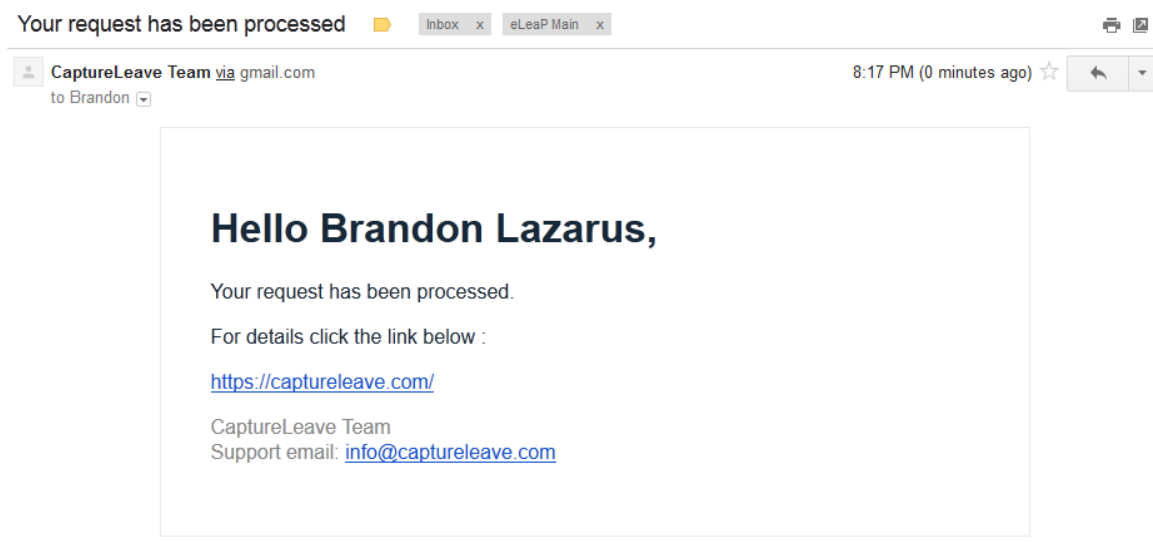 Your request has been processed Inbox x eLeaP Main x
CaptureLeave Team via gmail.com 8:17 PM (0 minutes ago)
to Brandon
Hello Brandon Lazarus,
Your request has been processed.
For details click the link below :
https://captureleave.com/
CaptureLeave Team
Support email: info@captureleave.com